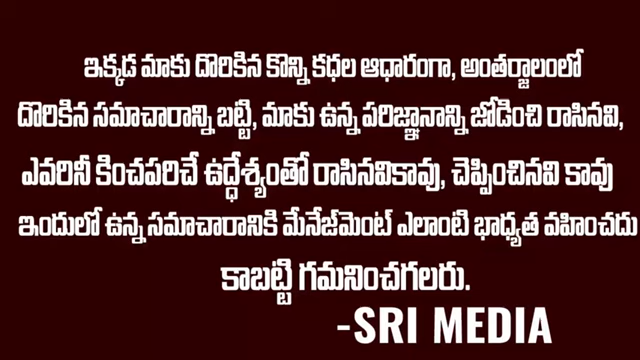 ఇక్కడ మాకు దొరికిన కొన్ని కధల ఆధారంగా, అంతర్జాలంలో
దొరికిన సమాచారాన్ని బట్టి, మాకు ఉన్న పరిజ్ఞానాన్ని జోడించి రాసినవి,
ఎవరినీ కించపరిచే ఉద్ధేశ్యంతో రాసినవికావు, చెప్పించినవి కావు
ఇందులో ఉన్న సమాచారానికి మేనేజ్‌మెంట్ ఎలాంటి భాధ్యత వహించదు
కాబట్టి గమనించగలరు.
-SRI MEDIA